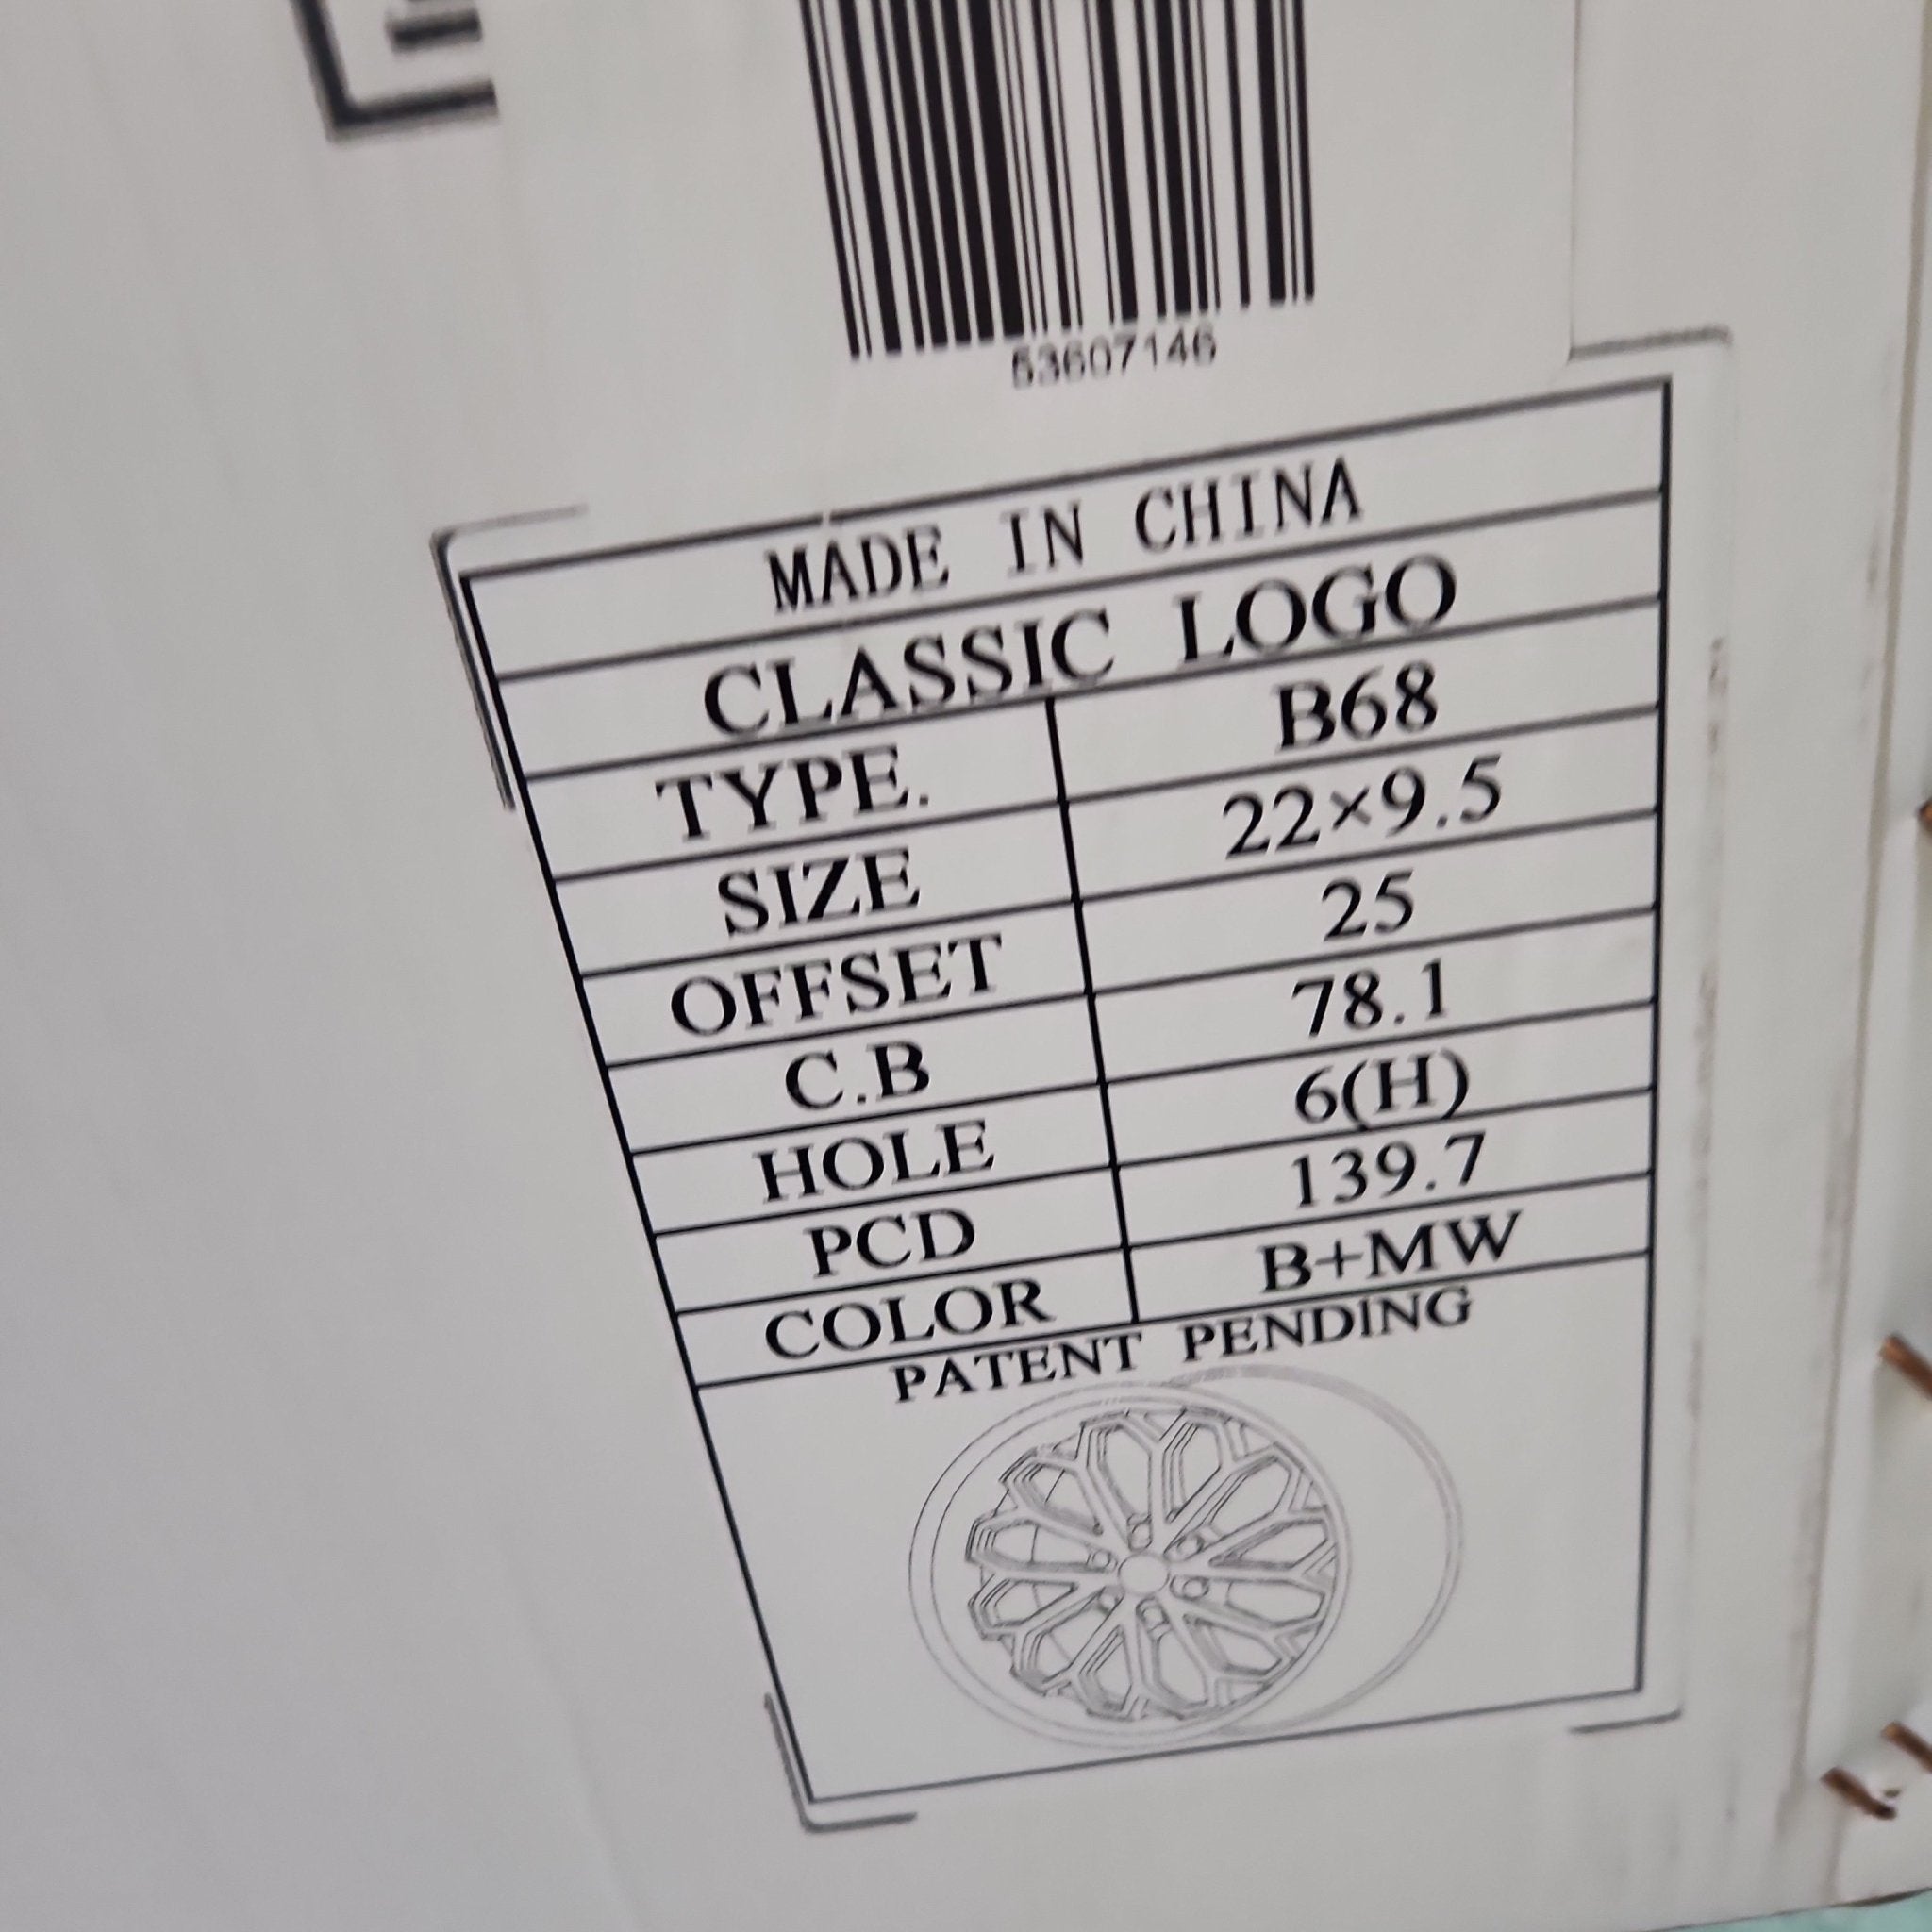 53607146
MADE IN CHINA
CLASSIC LOGO
TYPE. B68
SIZE 22×9.5
OFFSET 25
C.B 78.1
HOLE 6(H)
PCD 139.7
COLOR B+MW
PATENT PENDING